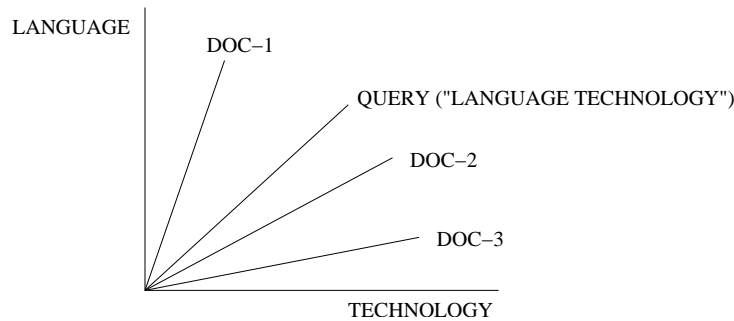 LANGUAGE
DOC−1
QUERY ("LANGUAGE TECHNOLOGY")
DOC−2
DOC−3
TECHNOLOGY